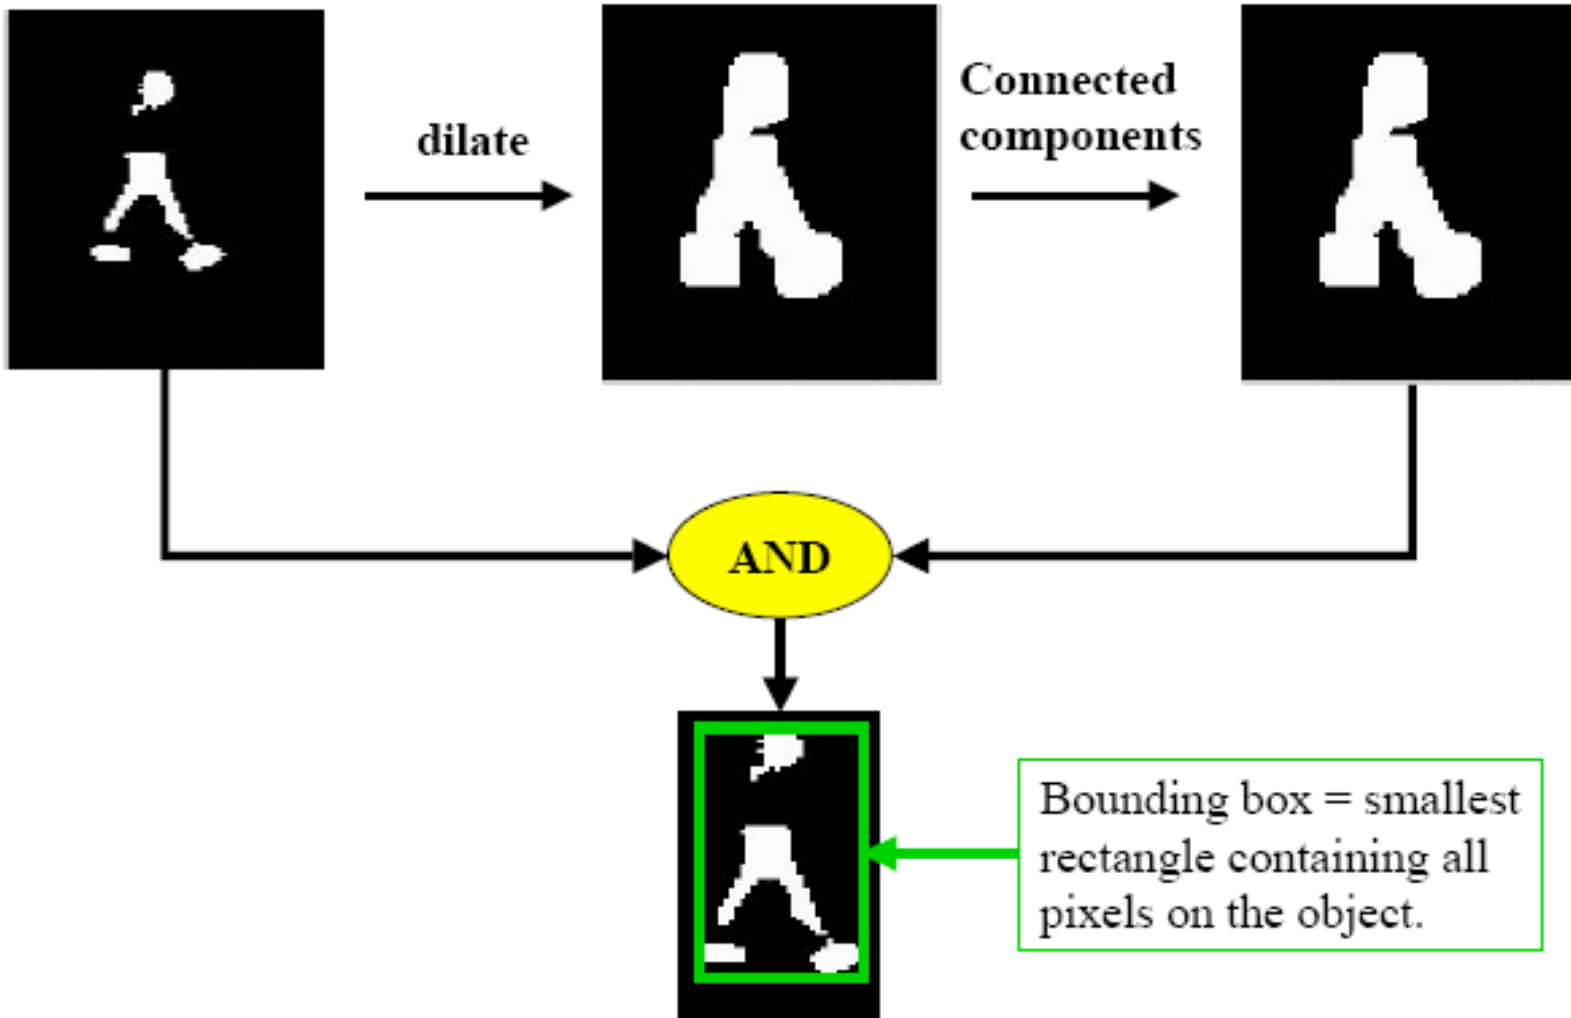 dilate
Connected
components
AND
Bounding box = smallest
rectangle containing all
pixels on the object.